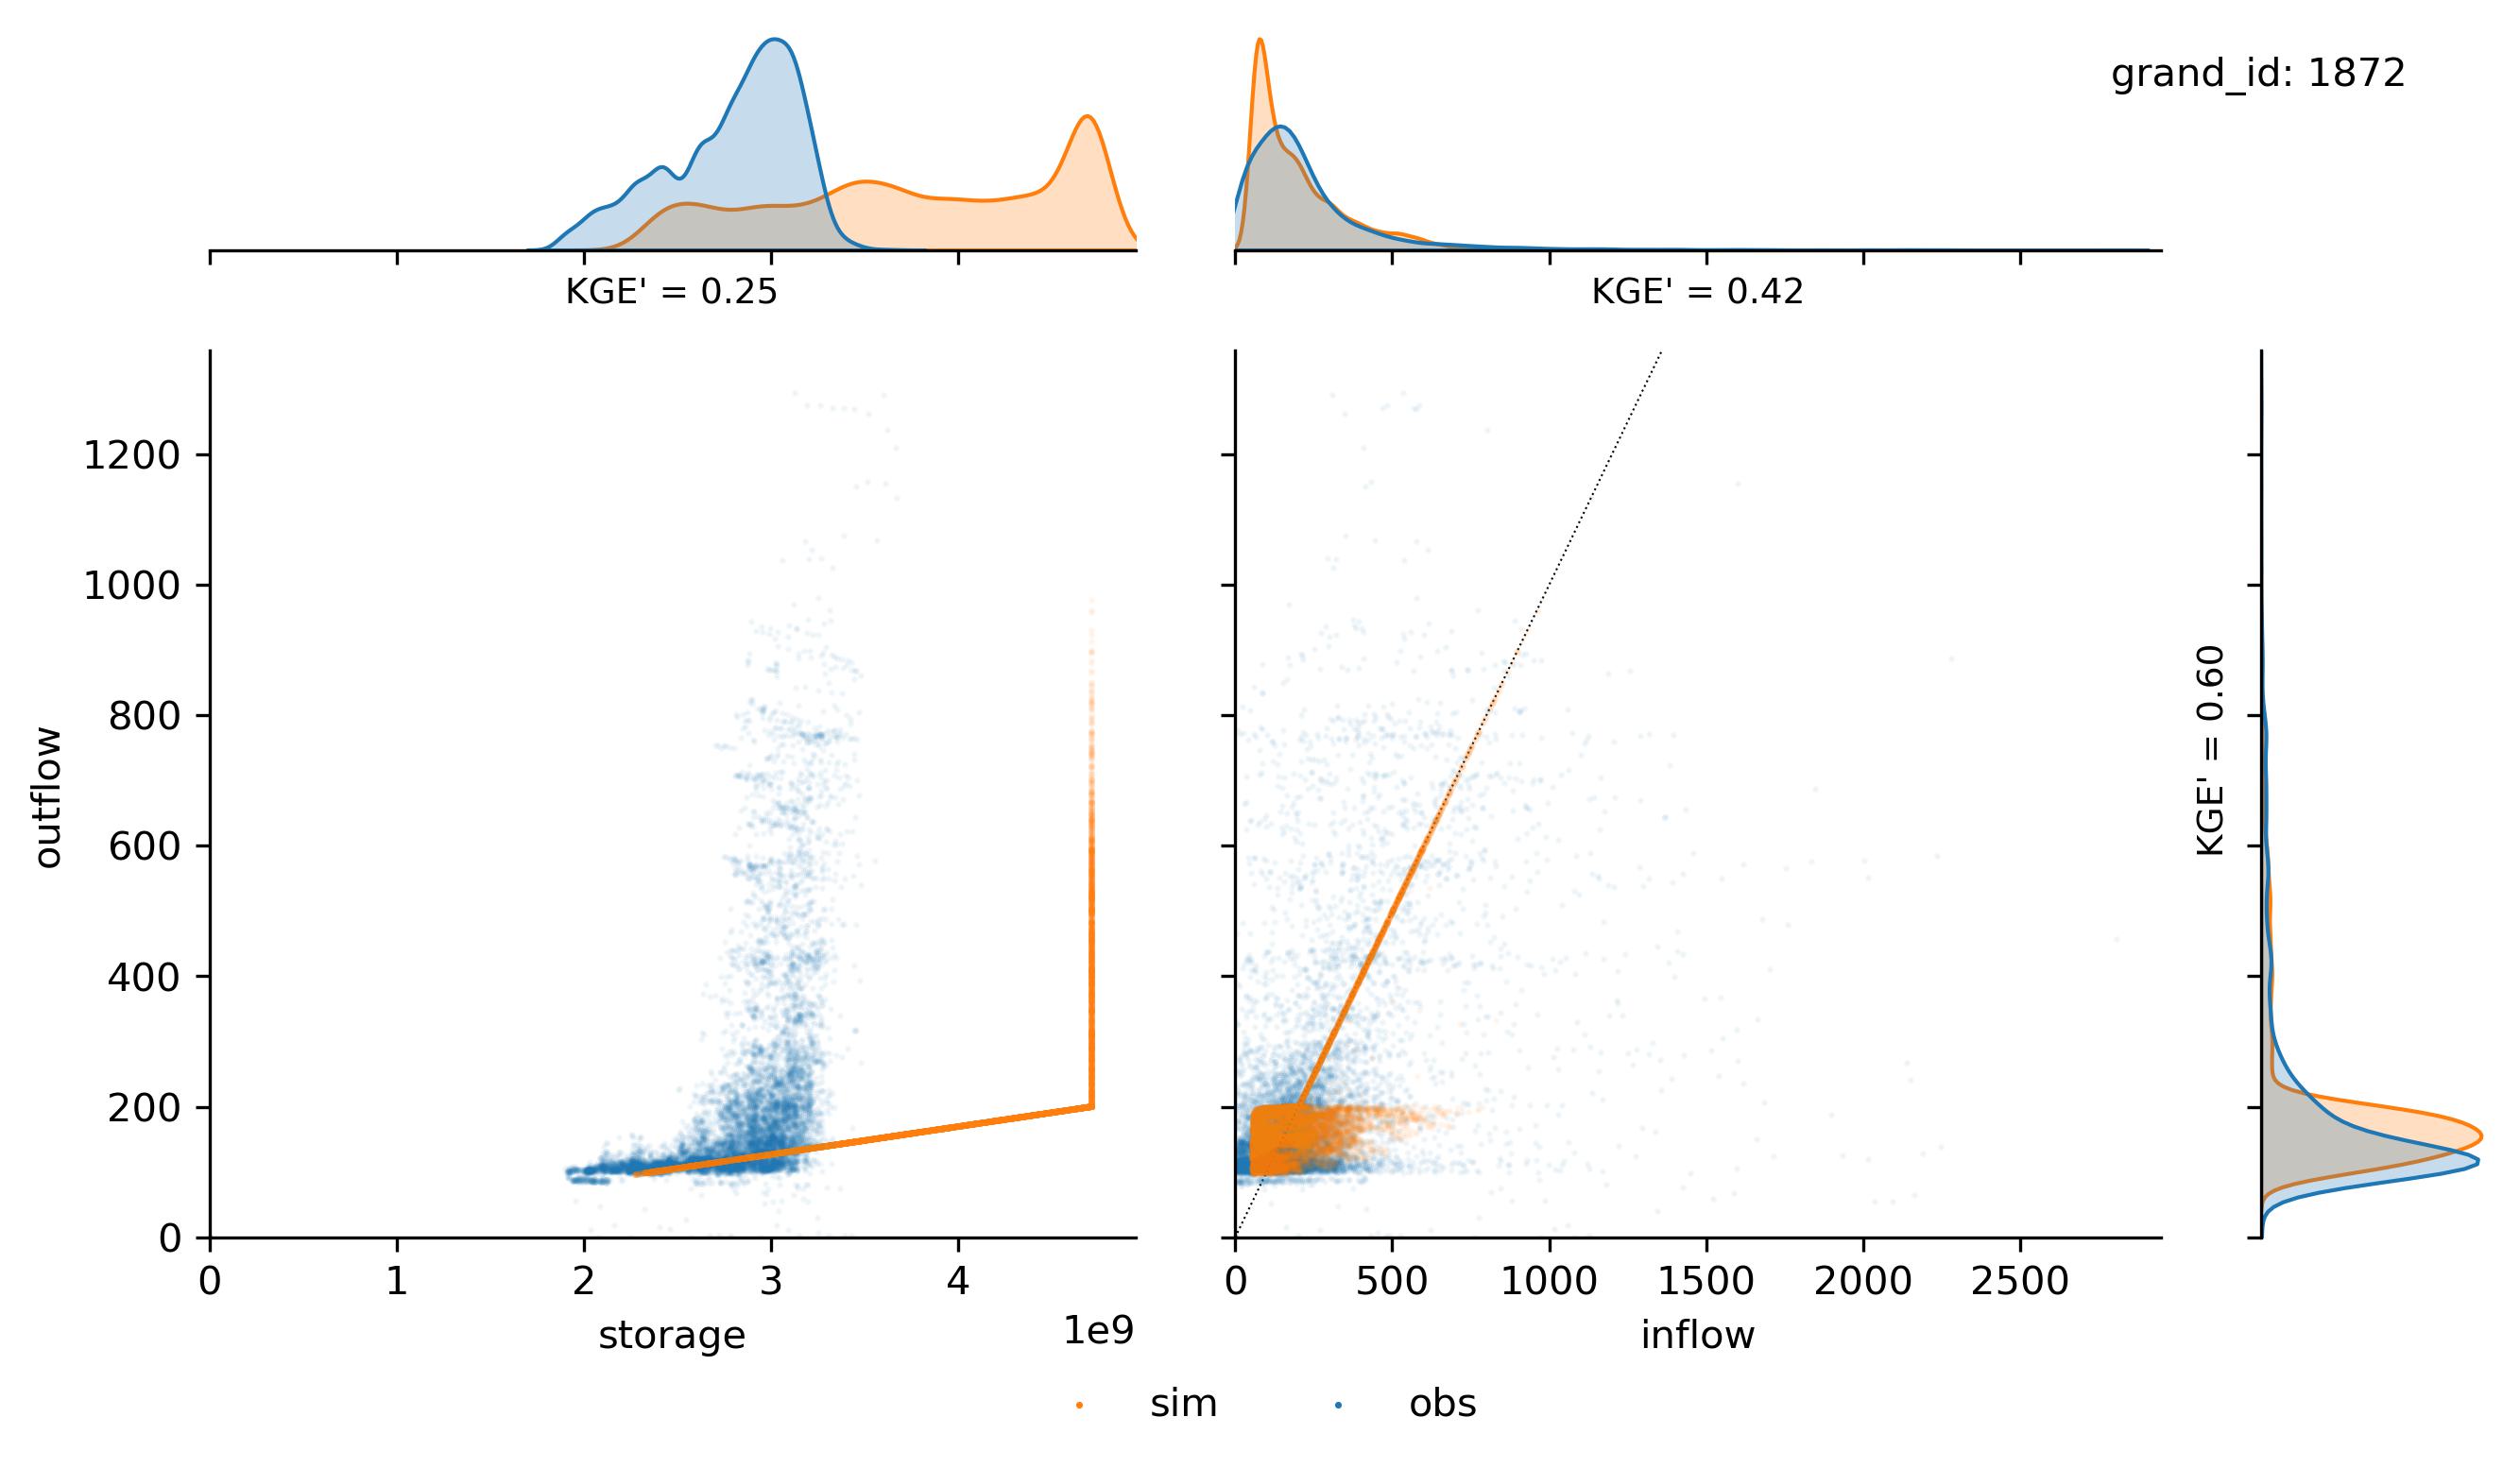 grand_id: 1872
KGE' = 0.25
KGE' = 0.42
outflow
1200
1000
800
600
400
200
0
KGE' = 0.60
0 1 2 3 4
1e9
storage
0 500 1000 1500 2000 2500
inflow
sim obs